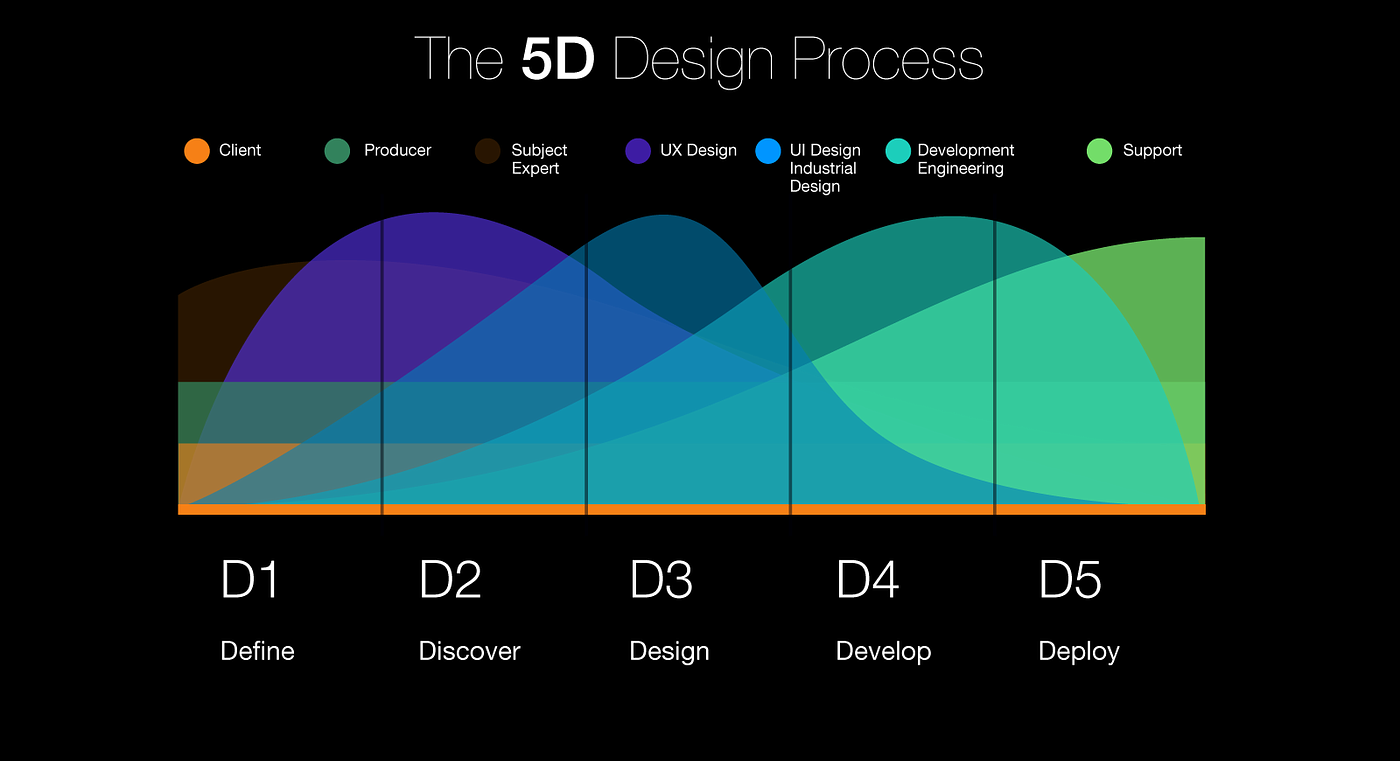 The 5D Design Process
Client
Producer
Subject
Expert
UX Design
UI Design
Industrial
Design
Development
Engineering
Support
D1
D2
D3
D4
D5
Define
Discover
Design
Develop
Deploy